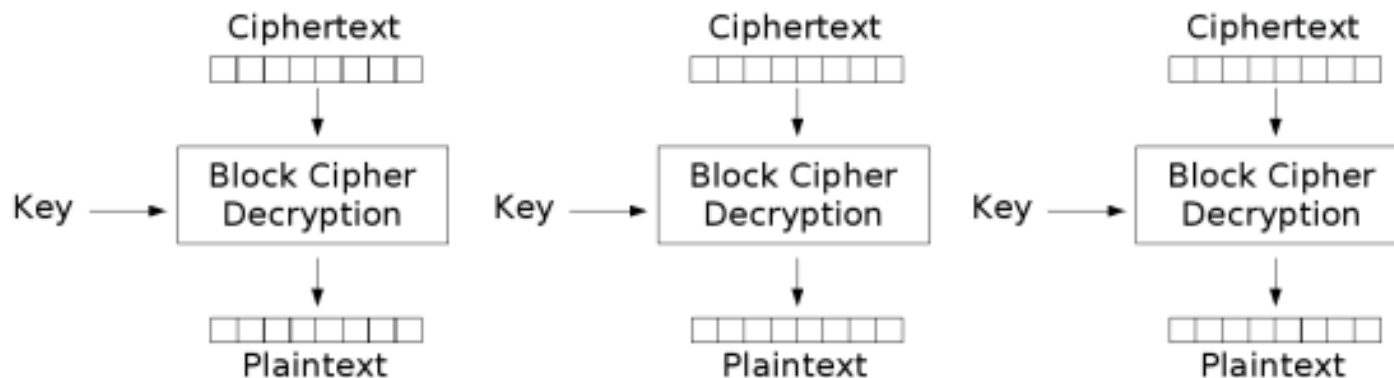 Ciphertext Ciphertext Ciphertext
Block Cipher Block Cipher Block Cipher
Key Key Key
Decryption Decryption Decryption
Plaintext Plaintext Plaintext